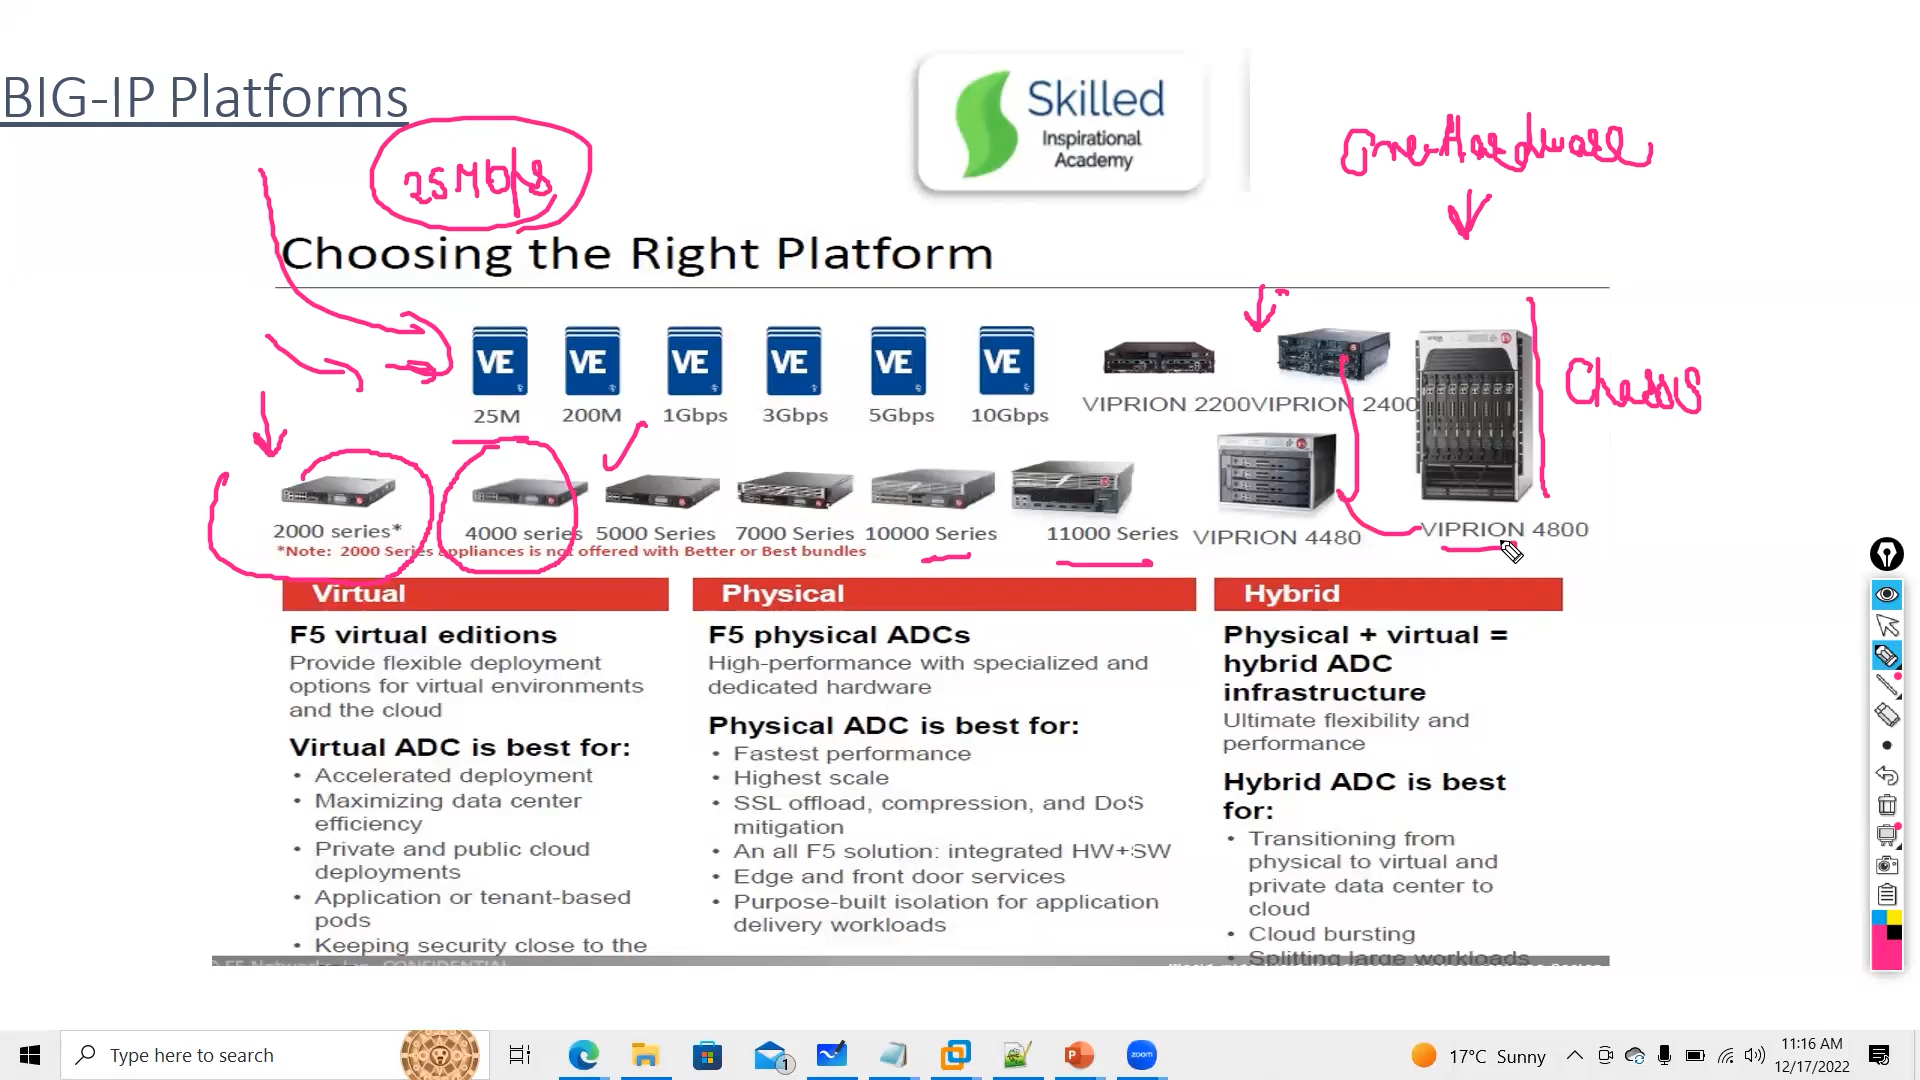 BIG-IP Platforms
Skilled
Inspirational
Academy
One-Hardware
25Mbps
Choosing the Right Platform
VE
VE
VE
VE
VE
VE
25M
200M
1Gbps
3Gbps
5Gbps
10Gbps
VIPRION 2200
VIPRION 2400
Chassis
2000 series*
4000 series
5000 Series
7000 Series
10000 Series
11000 Series
VIPRION 4480
VIPRION 4800
*Note: 2000 Series appliances is not offered with Better or Best bundles
Virtual
F5 virtual editions
Provide flexible deployment
options for virtual environments
and the cloud
Virtual ADC is best for:
• Accelerated deployment
• Maximizing data center
efficiency
• Private and public cloud
deployments
• Application or tenant-based
pods
• Keeping security close to the
Physical
F5 physical ADCs
High-performance with specialized and
dedicated hardware
Physical ADC is best for:
• Fastest performance
• Highest scale
• SSL offload, compression, and DoS
mitigation
• An all F5 solution: integrated HW+SW
• Edge and front door services
• Purpose-built isolation for application
delivery workloads
Hybrid
Physical + virtual =
hybrid ADC
infrastructure
Ultimate flexibility and
performance
Hybrid ADC is best
for:
• Transitioning from
physical to virtual and
private data center to
cloud
• Cloud bursting
• Splitting large workloads
© F5 Networks, Inc. CONFIDENTIAL
Type here to search
1
zoom
17°C Sunny
11:16 AM
12/17/2022
3